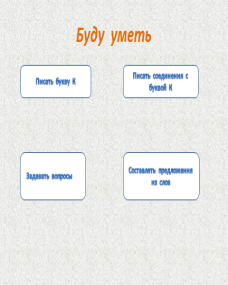 Буду уметь
Писать букву К
Писать соединения с
буквой К
Задавать вопросы
Составлять предложения
из слов